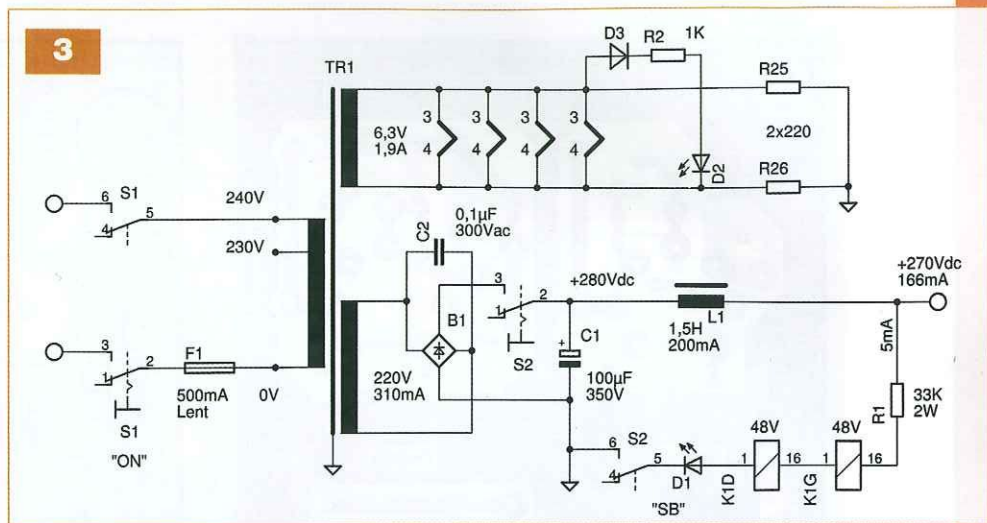 3
D3 R2 1K
TR1
R25
3 3 3 3
6,3V
1,9A
4 4 4 4
2x220
D2
R26
S1
6
5
4
240V
230V
0,1µF
300Vac
C2
3
2
1
S2
+280Vdc
+270Vdc
166mA
B1
L1
1,5H
200mA
C1
+
100µF
350V
5mA
3
2
1
F1
500mA
Lent
0V
220V
310mA
33K
2W
R1
S1
"ON"
S2
6
5
4
"SB"
D1
48V
1 16
K1D
48V
1 16
K1G